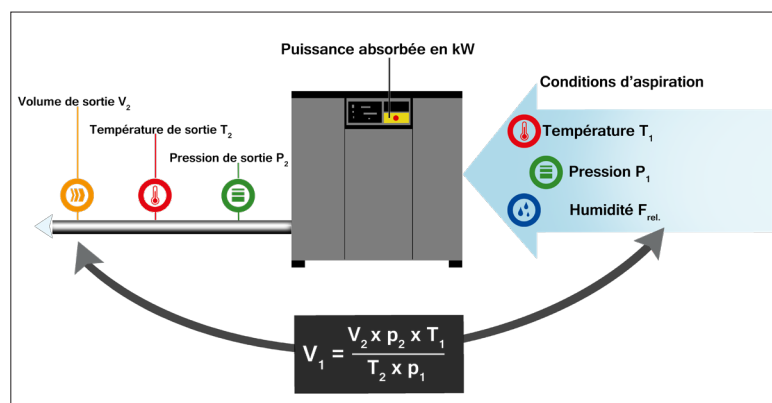 Puissance absorbée en kW
Conditions d'aspiration
Volume de sortie V₂
Température de sortie T₂
Pression de sortie P₂
Température T₁
Pression P₁
Humidité F rel.
V₁ = V₂ x p₂ x T₁
T₂ x p₁